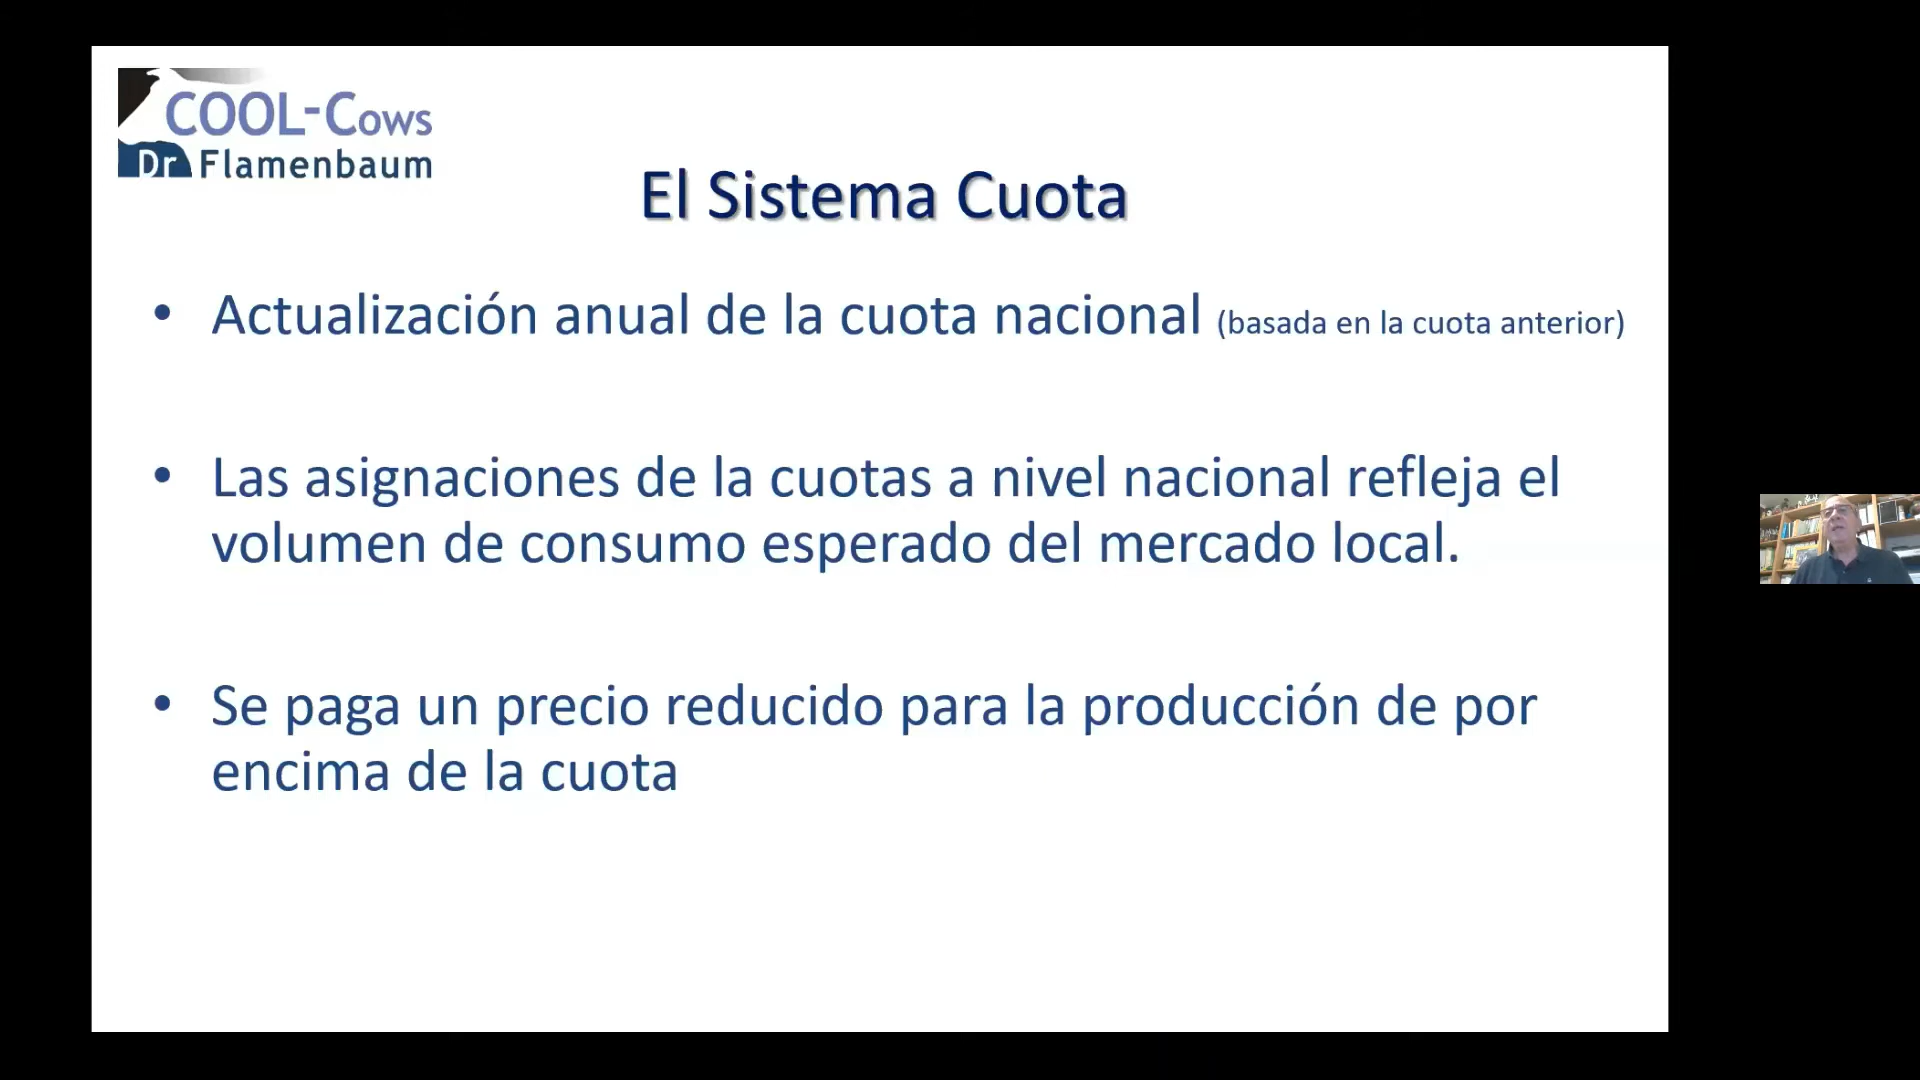 COOL-Cows
Dr Flamenbaum
El Sistema Cuota
• Actualización anual de la cuota nacional (basada en la cuota anterior)
• Las asignaciones de la cuotas a nivel nacional refleja el
volumen de consumo esperado del mercado local.
• Se paga un precio reducido para la producción de por
encima de la cuota